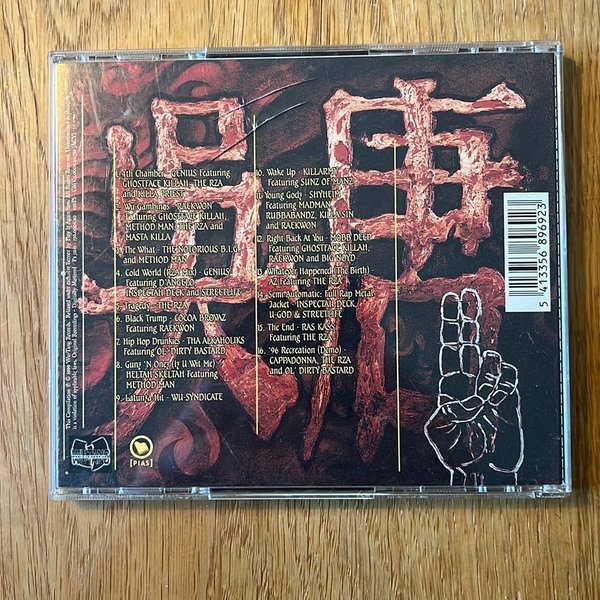 1. 4th Chamber - GENIUS Featuring
GHOSTFACE KILLAH, THE RZA
and KILLA PRIEST
2. Wu Gambinos - RAEKWON
Featuring GHOSTFACE KILLAH,
METHOD MAN, THE RZA and
MASTA KILLA
3. The What - THE NOTORIOUS B.I.G.
and METHOD MAN
4. Cold World (RZA Mix) - GENIUS
Featuring D'ANGELO
INSPECTAH DECK and STREETLIFE
5. Tragedy - THE RZA
6. Black Trump - COCOA BROVAZ
Featuring RAEKWON
7. Hip Hop Drunkies - THA ALKAHOLIKS
Featuring OL' DIRTY BASTARD
8. Gunz 'N Onez (Iz U Wit Me)
HELTAH SKELTAH Featuring
METHOD MAN
9. Latunza Hit - WU-SYNDICATE
10. Wake Up - KILLARMY
Featuring SUNZ OF MAN
11. Young Godz - SHYHEIM
Featuring MADMAN,
RUBBABANDZ, KILLA SIN
and RAEKWON
12. Right Back At You - MOBB DEEP
Featuring GHOSTFACE KILLAH,
RAEKWON and BIG NOYD
13. Whatever Happened (The Birth)
AZ Featuring THE RZA
14. Semi-Automatic: Full Rap Metal
Jacket - INSPECTAH DECK,
U-GOD & STREETLIFE
15. The End - RAS KASS
Featuring THE RZA
16. '96 Recreation (Demo) -
CAPPADONNA, THE RZA
and OL' DIRTY BASTARD
[PIAS]
5 413356 896923